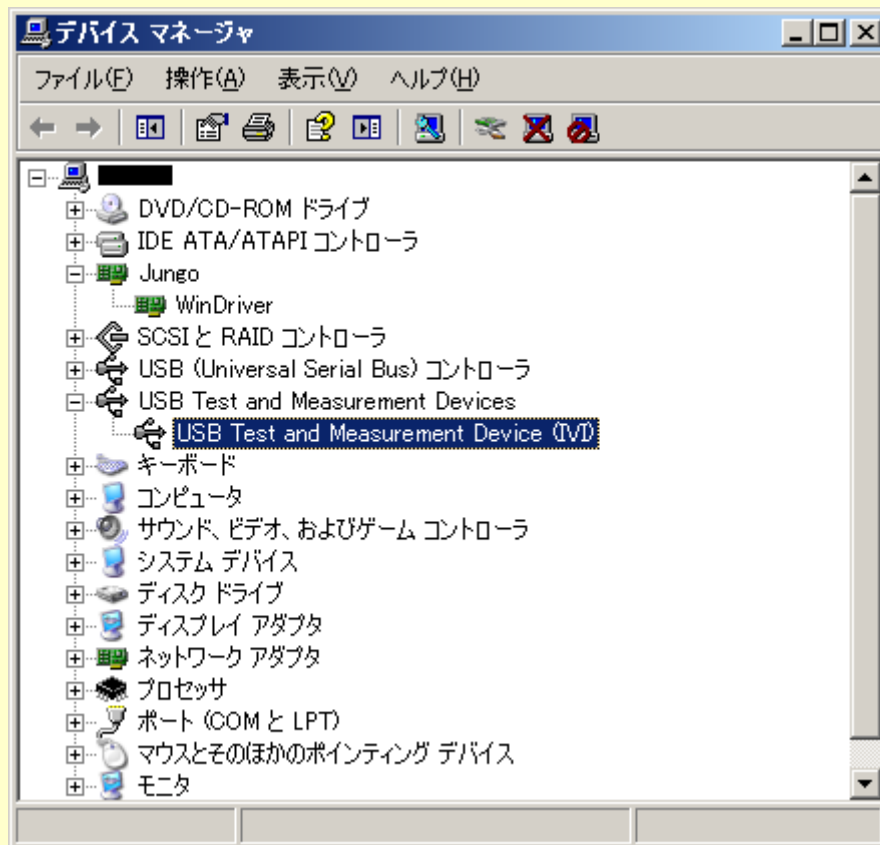 デバイス マネージャ
ファイル(F) 操作(A) 表示(V) ヘルプ(H)
DVD/CD-ROM ドライブ
IDE ATA/ATAPI コントローラ
Jungo
WinDriver
SCSI と RAID コントローラ
USB (Universal Serial Bus) コントローラ
USB Test and Measurement Devices
USB Test and Measurement Device (IVI)
キーボード
コンピュータ
サウンド、ビデオ、およびゲーム コントローラ
システム デバイス
ディスク ドライブ
ディスプレイ アダプタ
ネットワーク アダプタ
プロセッサ
ポート (COM と LPT)
マウスとそのほかのポインティング デバイス
モニタ